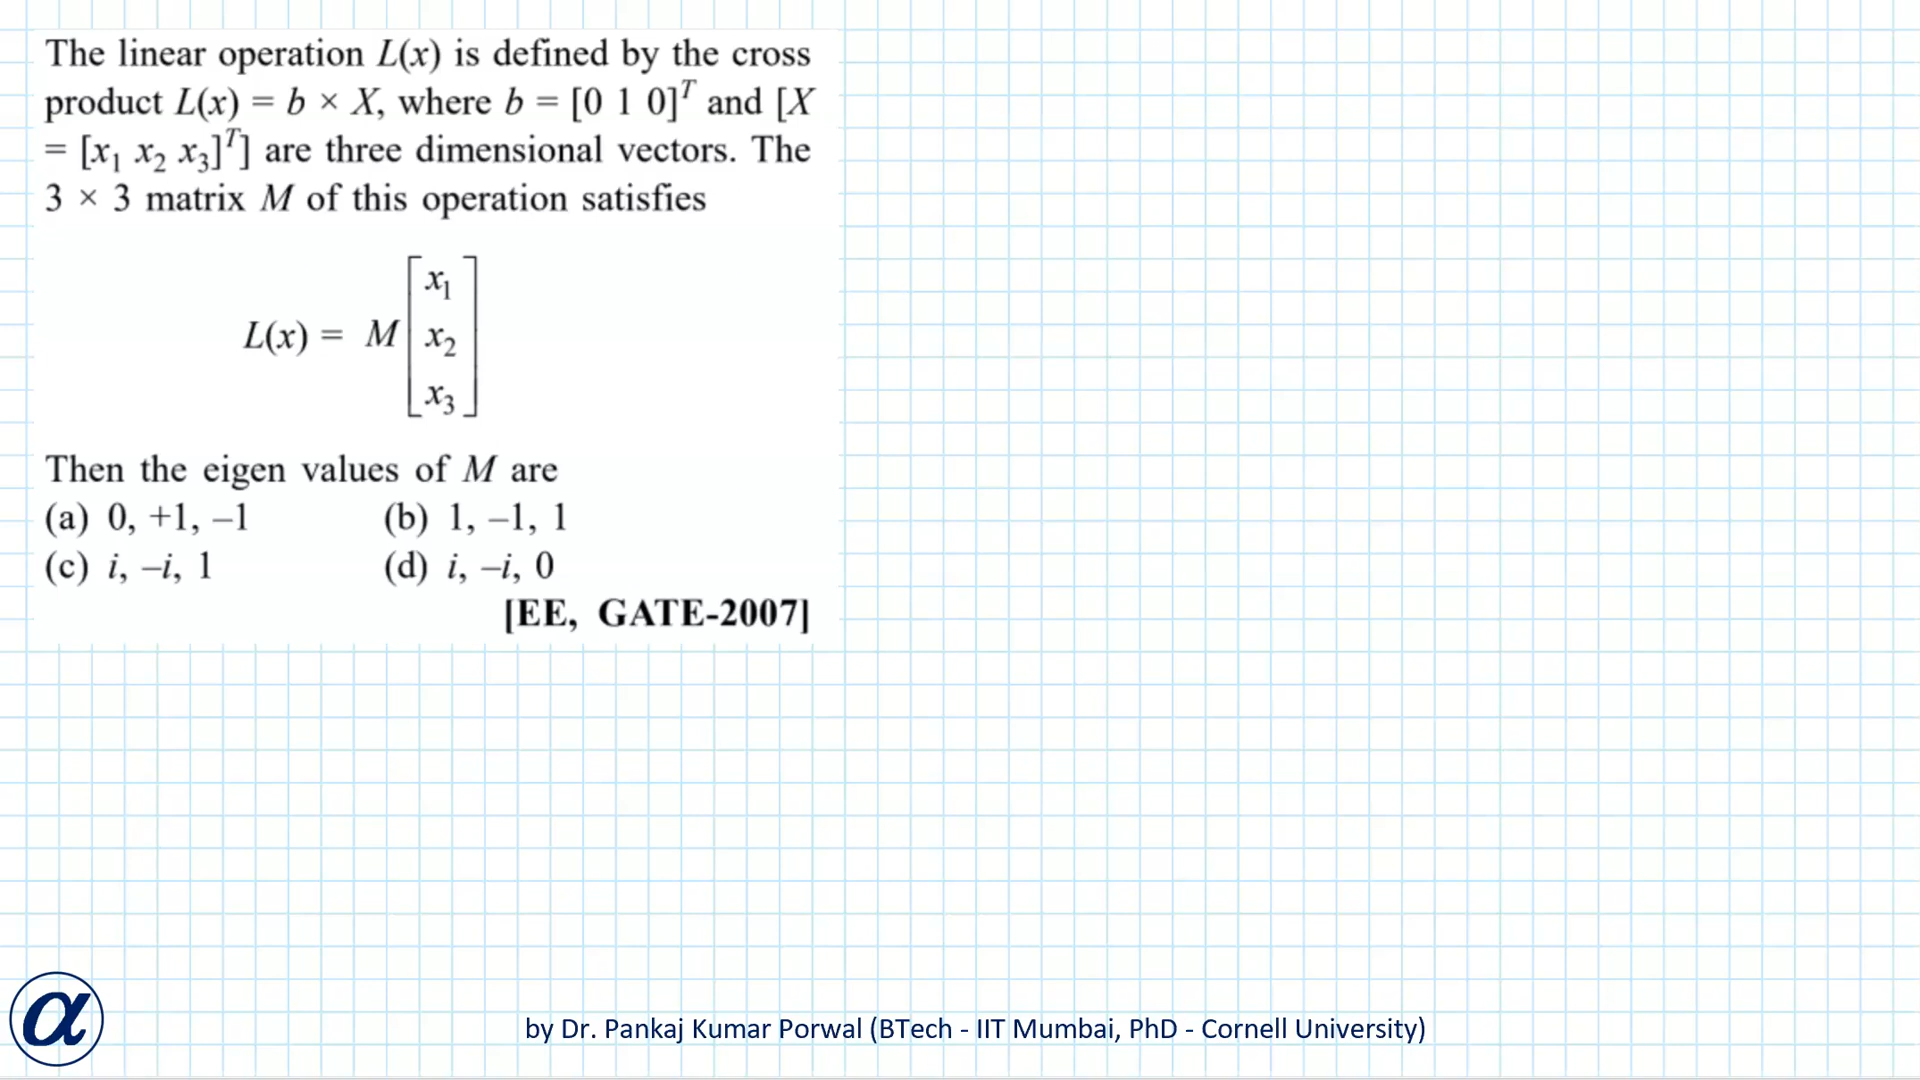 The linear operation L(x) is defined by the cross
product L(x) = b × X, where b = [0 1 0]ᵀ and [X
= [x₁ x₂ x₃]ᵀ] are three dimensional vectors. The
3 × 3 matrix M of this operation satisfies
L(x) = M [x₁ x₂ x₃]
Then the eigen values of M are
(a) 0, +1, –1 (b) 1, –1, 1
(c) i, –i, 1 (d) i, –i, 0
[EE, GATE-2007]
α
by Dr. Pankaj Kumar Porwal (BTech - IIT Mumbai, PhD - Cornell University)